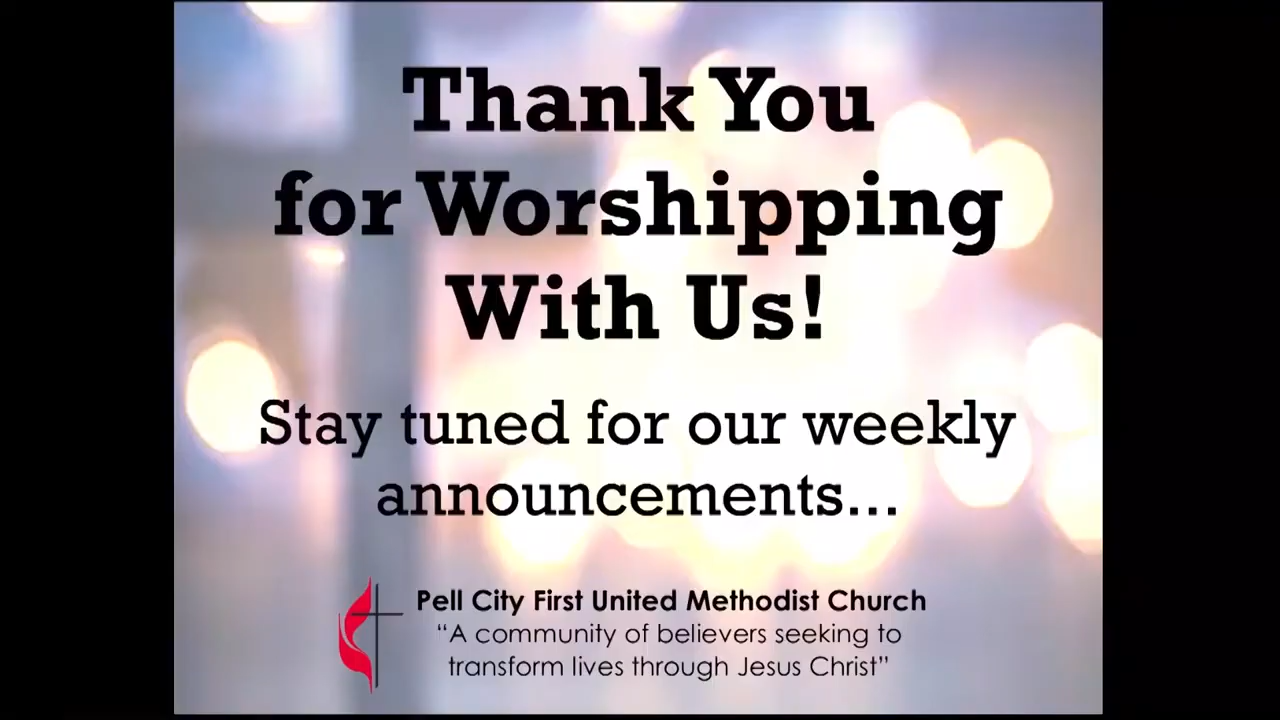 Thank You
for Worshipping
With Us!
Stay tuned for our weekly
announcements...
Pell City First United Methodist Church
“A community of believers seeking to
transform lives through Jesus Christ”